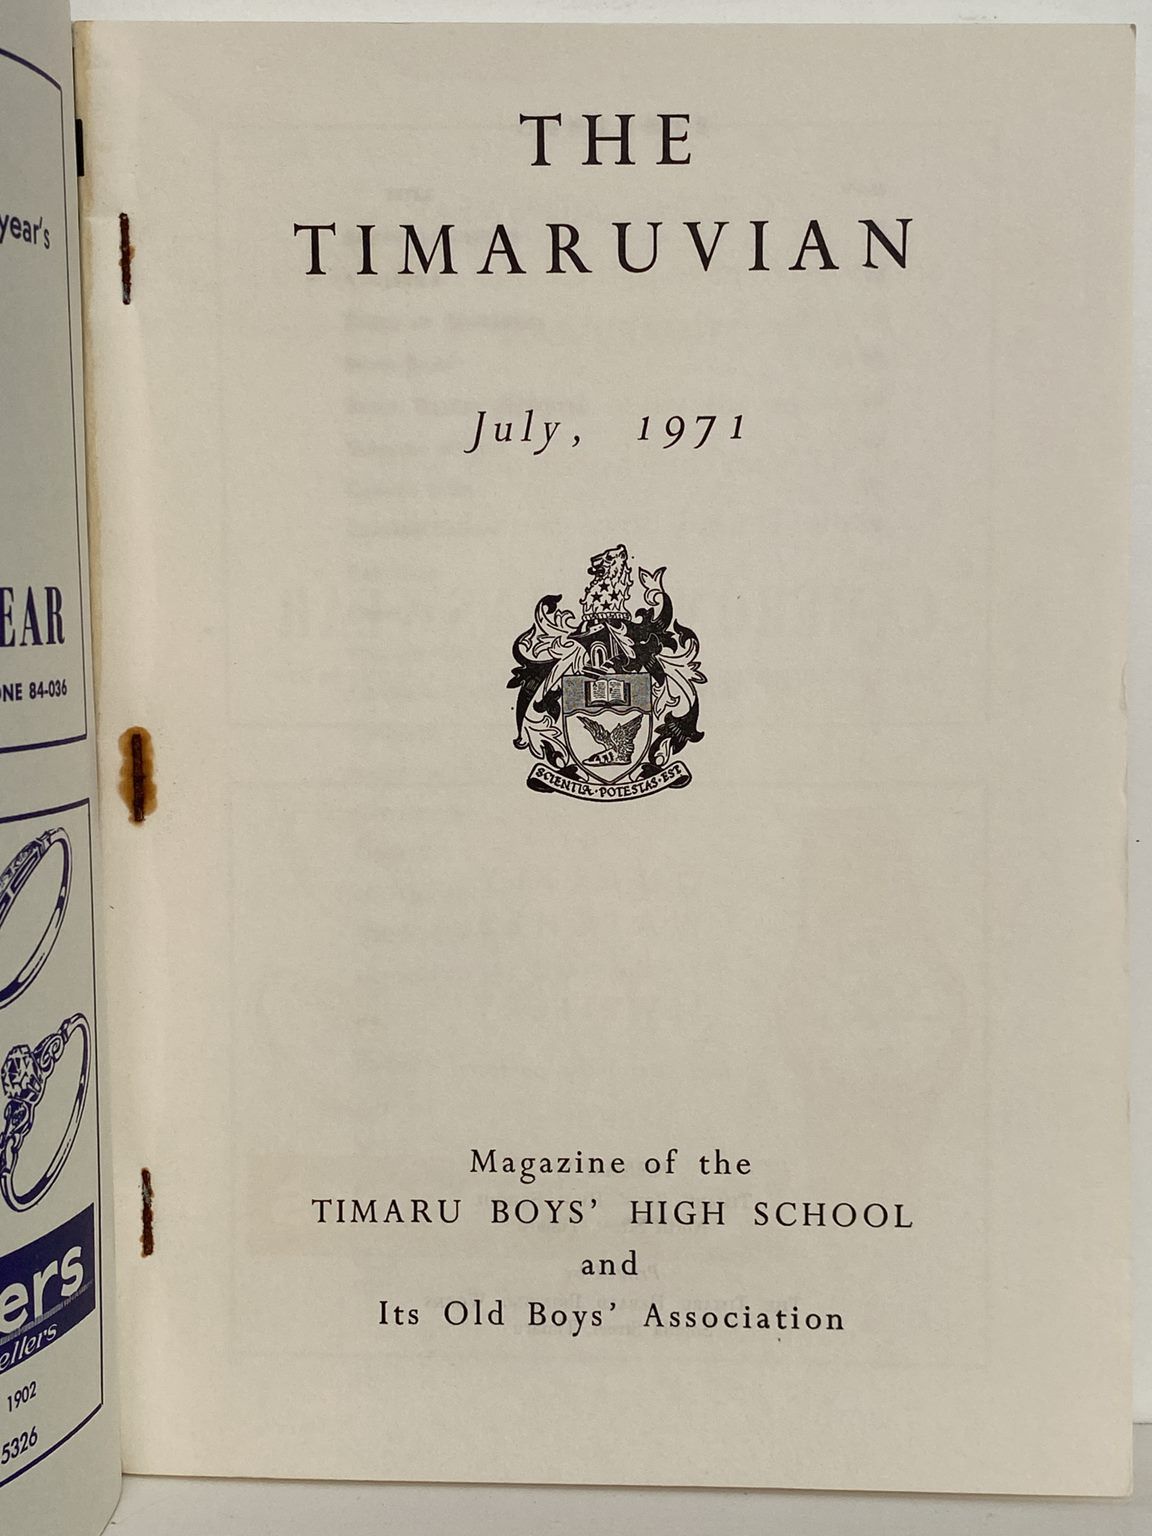 year's
EAR
NE 84-036
ers
ellers
1902
5326
THE
TIMARUVIAN
July, 1971
SCIENTIA·POTESTAS·EST
Magazine of the
TIMARU BOYS' HIGH SCHOOL
and
Its Old Boys' Association